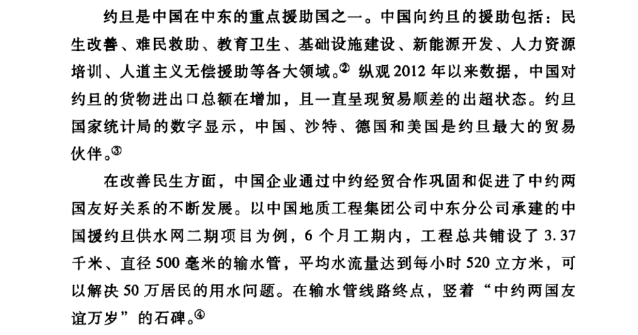 约旦是中国在中东的重点援助国之一。中国向约旦的援助包括：民
生改善、难民救助、教育卫生、基础设施建设、新能源开发、人力资源
培训、人道主义无偿援助等各大领域。② 纵观 2012 年以来数据，中国对
约旦的货物进出口总额在增加，且一直呈现贸易顺差的出超状态。约旦
国家统计局的数字显示，中国、沙特、德国和美国是约旦最大的贸易
伙伴。③
在改善民生方面，中国企业通过中约经贸合作巩固和促进了中约两
国友好关系的不断发展。以中国地质工程集团公司中东分公司承建的中
国援约旦供水网二期项目为例，6 个月工期内，工程总共铺设了 3.37
千米、直径 500 毫米的输水管，平均水流量达到每小时 520 立方米，可
以解决 50 万居民的用水问题。在输水管线路终点，竖着“中约两国友
谊万岁”的石碑。④